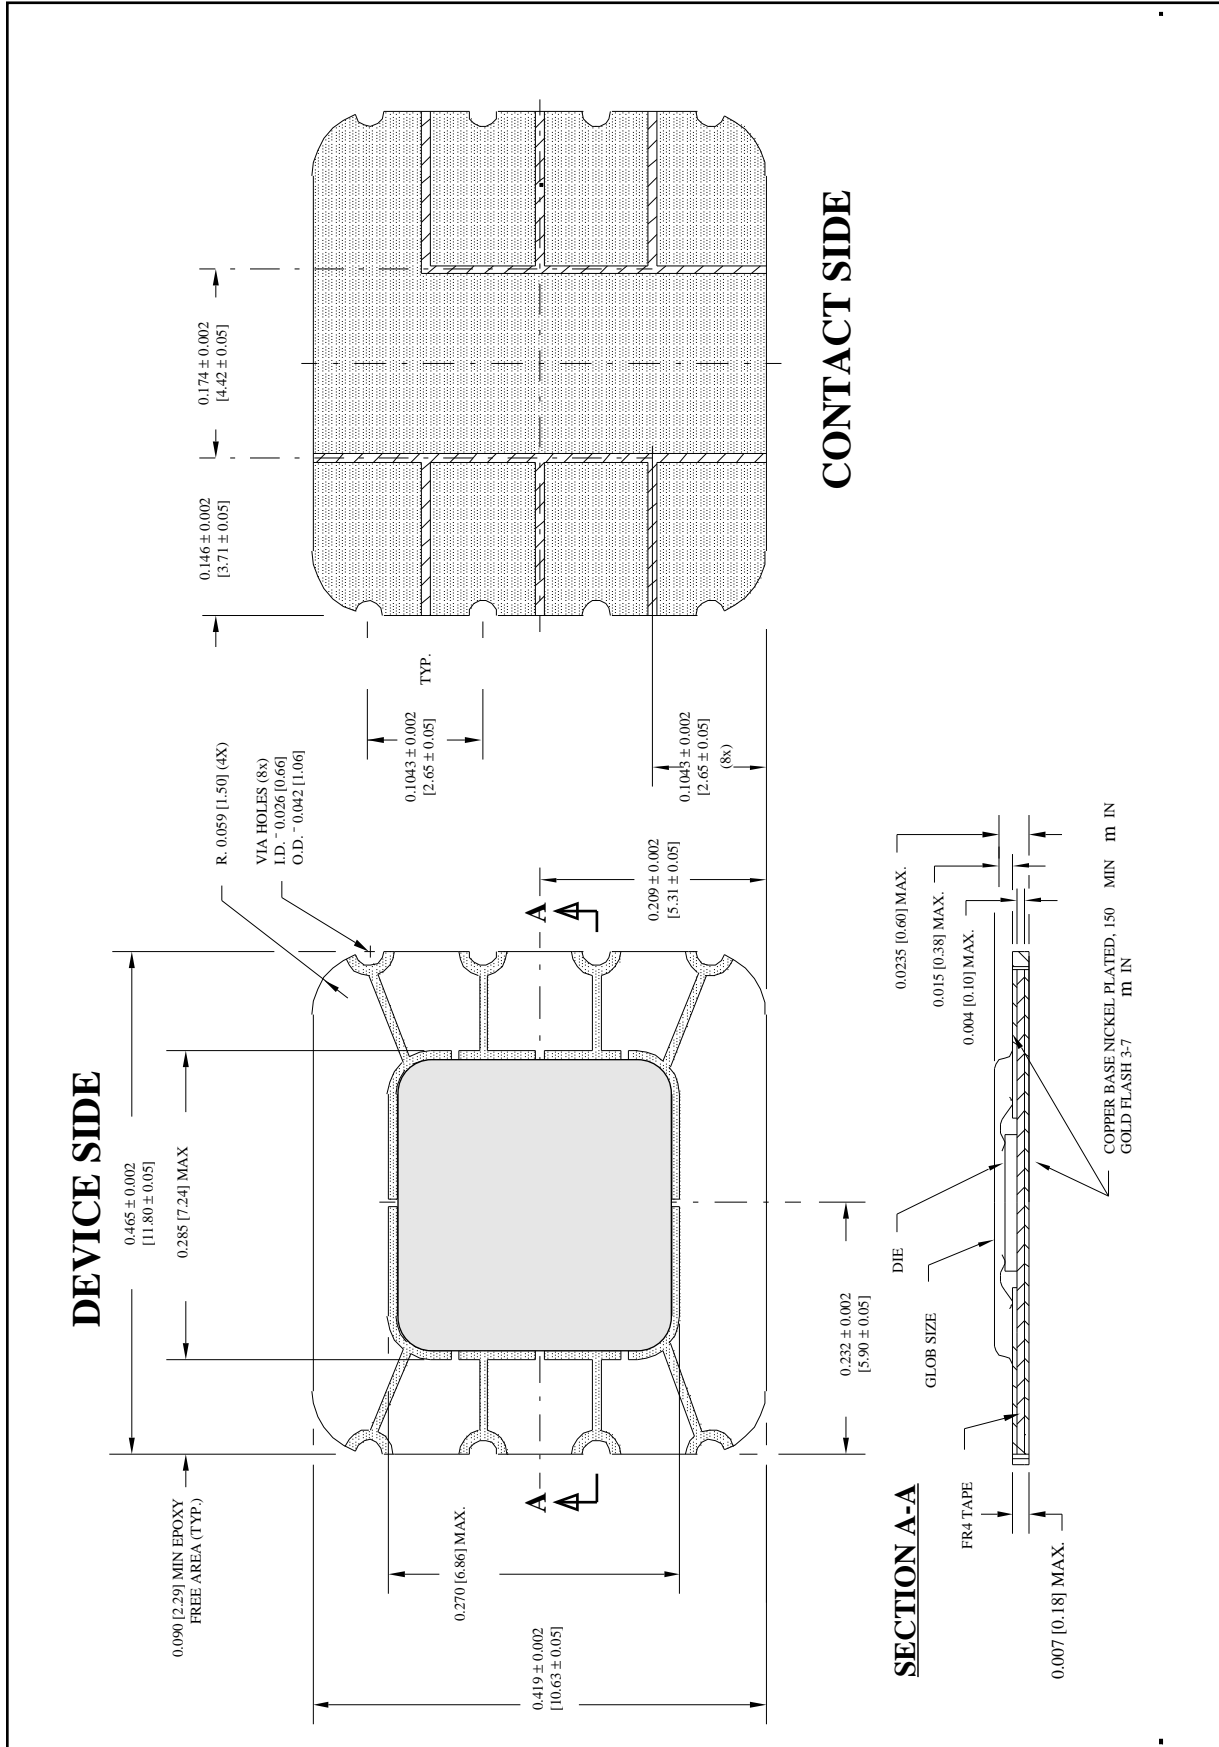 DEVICE SIDE
0.465 ± 0.002
[11.80 ± 0.05]
0.285 [7.24] MAX
0.090 [2.29] MIN EPOXY
FREE AREA (TYP.)
R. 0.059 [1.50] (4X)
VIA HOLES (8x)
I.D. - 0.026 [0.66]
O.D. - 0.042 [1.06]
0.270 [6.86] MAX.
0.419 ± 0.002
[10.63 ± 0.05]
A
A
0.209 ± 0.002
[5.31 ± 0.05]
0.232 ± 0.002
[5.90 ± 0.05]
0.146 ± 0.002
[3.71 ± 0.05]
0.174 ± 0.002
[4.42 ± 0.05]
TYP.
0.1043 ± 0.002
[2.65 ± 0.05]
0.1043 ± 0.002
[2.65 ± 0.05]
(8x)
CONTACT SIDE
SECTION A-A
FR4 TAPE
GLOB SIZE
DIE
0.007 [0.18] MAX.
0.0235 [0.60] MAX.
0.015 [0.38] MAX.
0.004 [0.10] MAX.
COPPER BASE NICKEL PLATED, 150 MIN m IN
GOLD FLASH 3-7 m IN